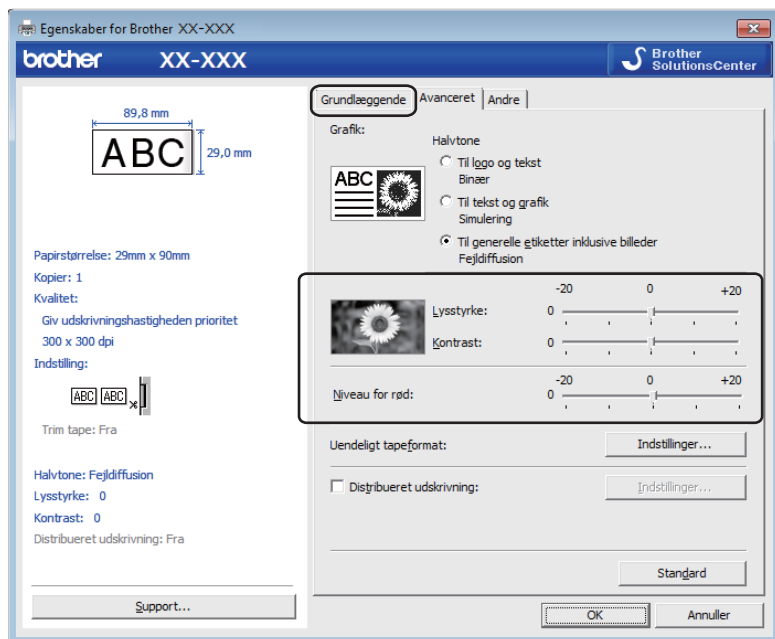 Egenskaber for Brother XX-XXX
brother XX-XXX
Brother
SolutionsCenter
89,8 mm
ABC
29,0 mm
Papirstørrelse: 29mm x 90mm
Kopier: 1
Kvalitet:
Giv udskrivningshastigheden prioritet
300 x 300 dpi
Indstilling:
ABC ABC
Trim tape: Fra
Halvtone: Fejldiffusion
Lysstyrke: 0
Kontrast: 0
Distribueret udskrivning: Fra
Support...
Grundlæggende Avanceret Andre
Grafik:
ABC
Halvtone
Til logo og tekst
Binær
Til tekst og grafik
Simulering
Til generelle etiketter inklusive billeder
Fejldiffusion
-20 0 +20
Lysstyrke: 0
Kontrast: 0
-20 0 +20
Niveau for rød: 0
Uendeligt tapeformat: Indstillinger...
Distribueret udskrivning: Indstillinger...
Standard
OK Annuller